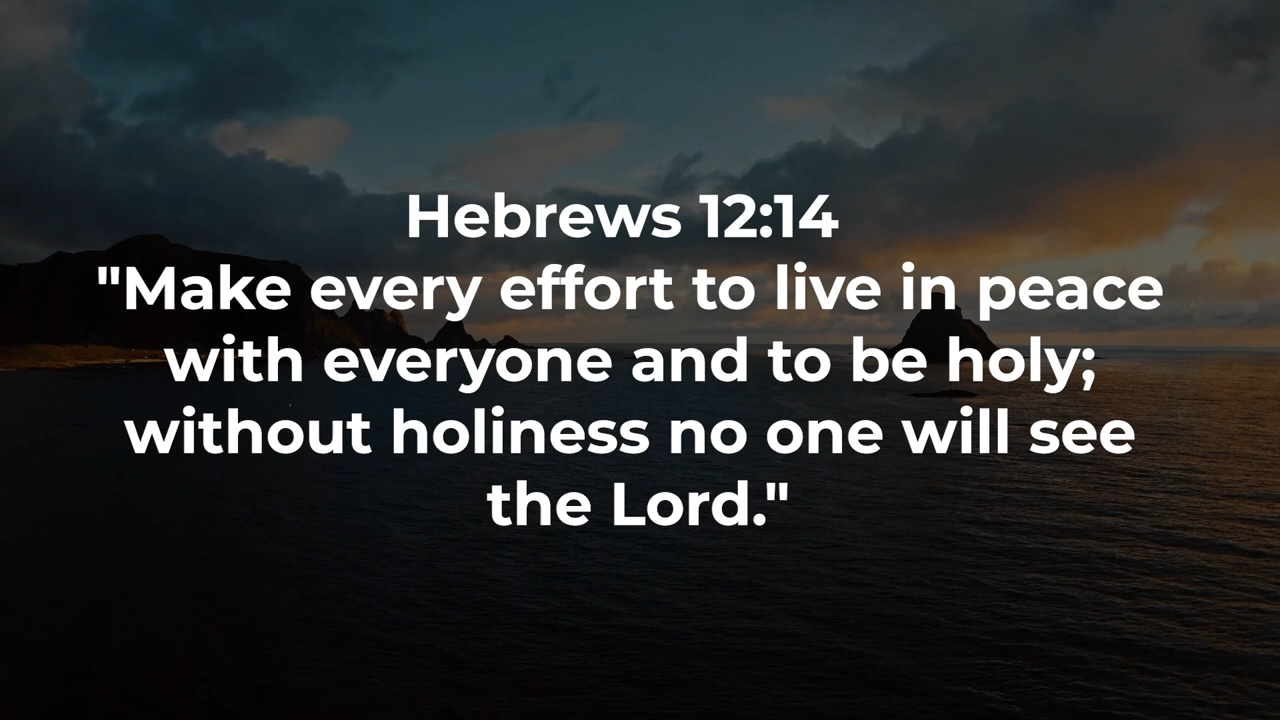 Hebrews 12:14
"Make every effort to live in peace
with everyone and to be holy;
without holiness no one will see
the Lord."